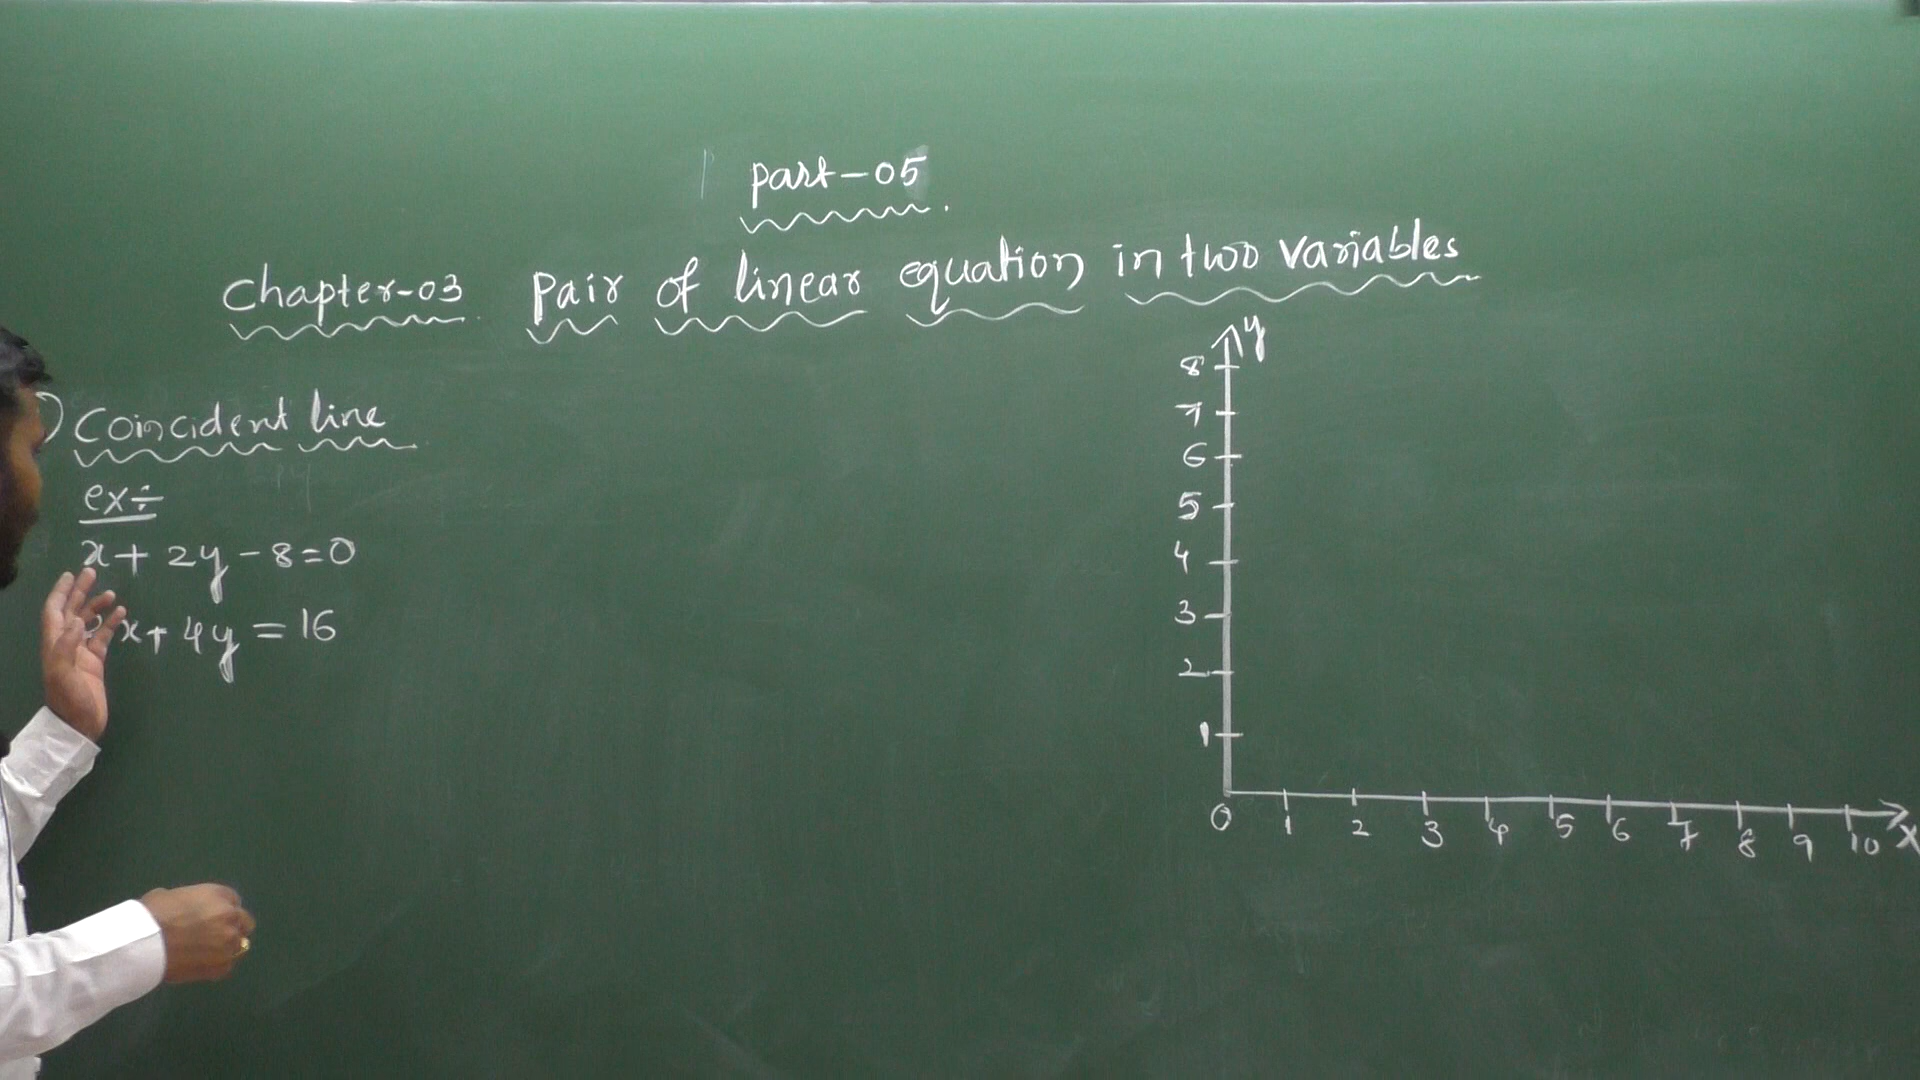 part-05
Chapter-03 Pair of linear equation in two variables
) Coincident line
ex÷
x + 2y - 8 = 0
x + 4y = 16
y
8
7
6
5
4
3
2
1
0 1 2 3 4 5 6 7 8 9 10 X